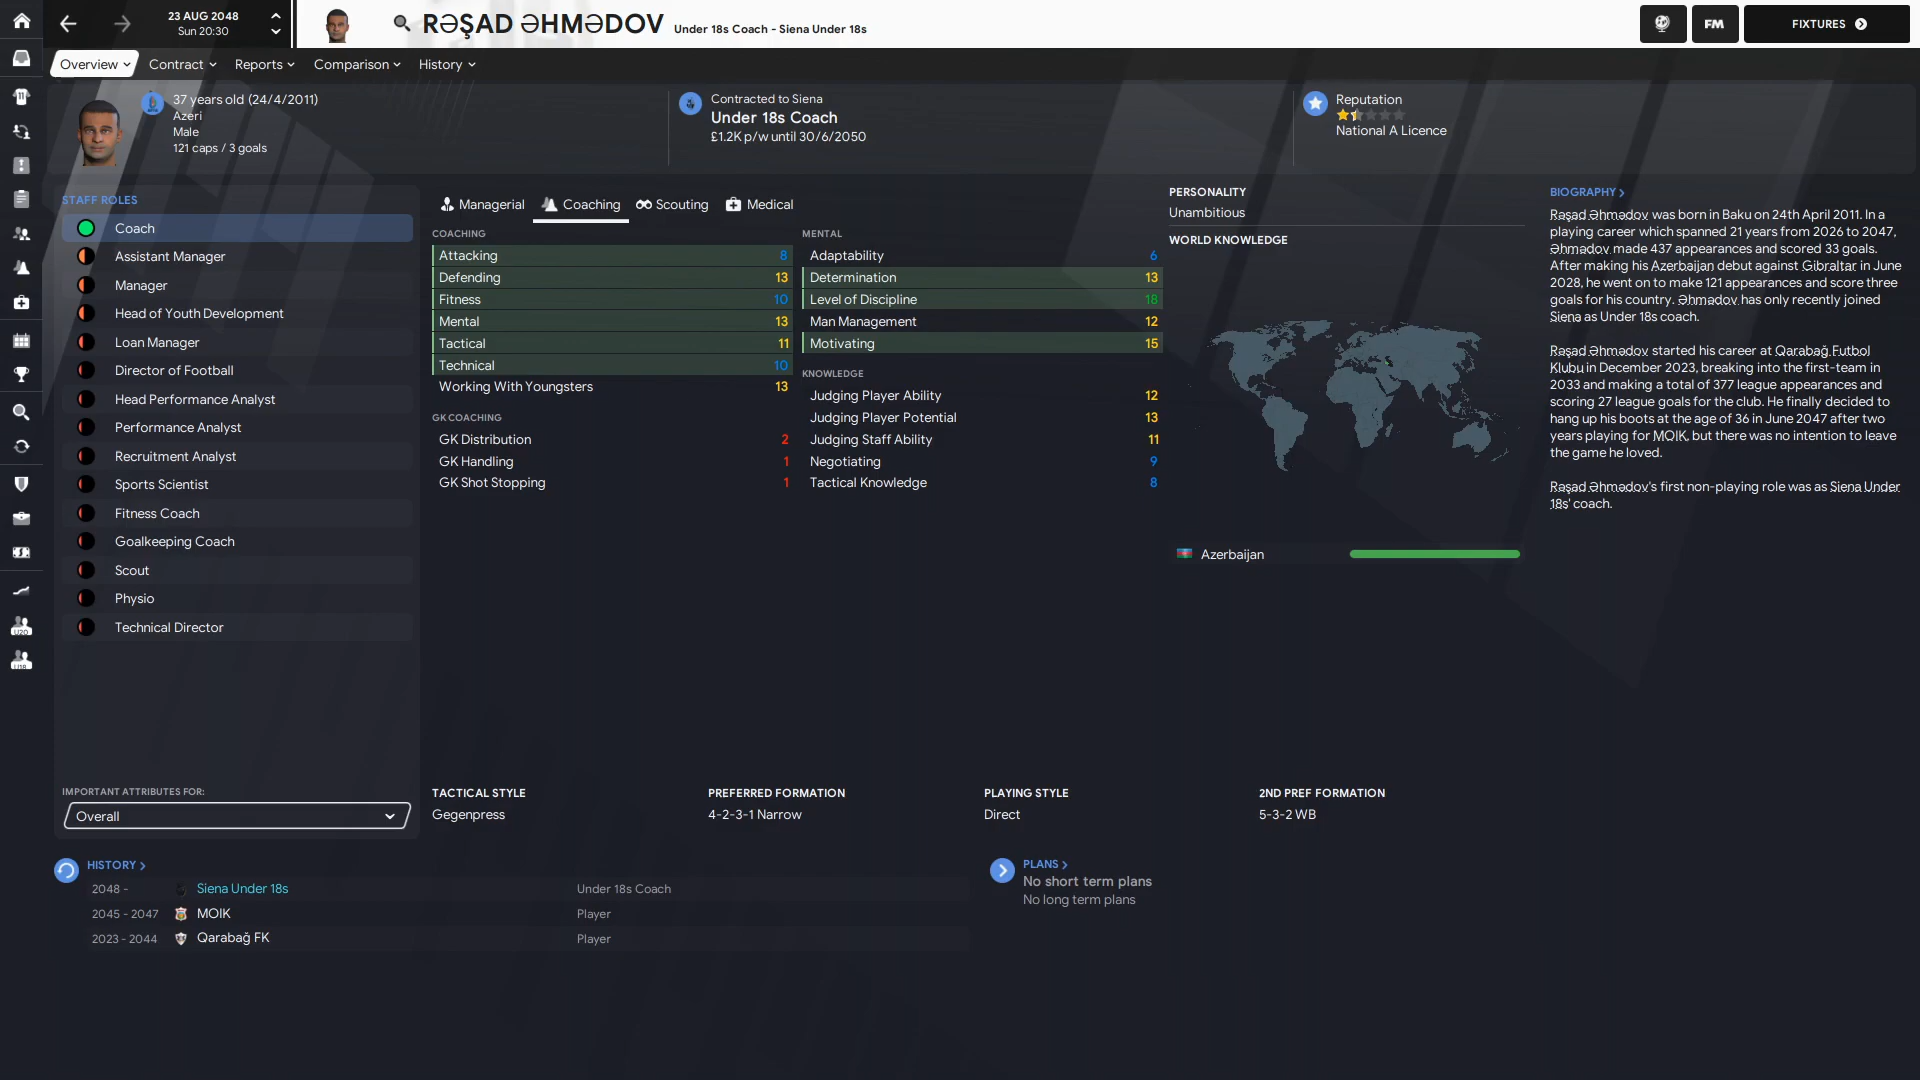 23 AUG 2048
Sun 20:30
RƏŞAD ƏHMƏDOV
Under 18s Coach - Siena Under 18s
FM
FIXTURES
Overview
Contract
Reports
Comparison
History
37 years old (24/4/2011)
Azeri
Male
121 caps / 3 goals
Contracted to Siena
Under 18s Coach
£1.2K p/w until 30/6/2050
Reputation
National A Licence
STAFF ROLES
Coach
Assistant Manager
Manager
Head of Youth Development
Loan Manager
Director of Football
Head Performance Analyst
Performance Analyst
Recruitment Analyst
Sports Scientist
Fitness Coach
Goalkeeping Coach
Scout
Physio
Technical Director
IMPORTANT ATTRIBUTES FOR:
Overall
Managerial
Coaching
Scouting
Medical
COACHING
Attacking 8
Defending 13
Fitness 10
Mental 13
Tactical 11
Technical 10
Working With Youngsters 13
GK COACHING
GK Distribution 2
GK Handling 1
GK Shot Stopping 1
MENTAL
Adaptability 6
Determination 13
Level of Discipline 18
Man Management 12
Motivating 15
KNOWLEDGE
Judging Player Ability 12
Judging Player Potential 13
Judging Staff Ability 11
Negotiating 9
Tactical Knowledge 8
PERSONALITY
Unambitious
WORLD KNOWLEDGE
Azerbaijan
BIOGRAPHY
Rəşad Əhmədov was born in Baku on 24th April 2011. In a
playing career which spanned 21 years from 2026 to 2047,
Əhmədov made 437 appearances and scored 33 goals.
After making his Azerbaijan debut against Gibraltar in June
2028, he went on to make 121 appearances and score three
goals for his country. Əhmədov has only recently joined
Siena as Under 18s coach.
Rəşad Əhmədov started his career at Qarabağ Futbol
Klubu in December 2023, breaking into the first-team in
2033 and making a total of 377 league appearances and
scoring 27 league goals for the club. He finally decided to
hang up his boots at the age of 36 in June 2047 after two
years playing for MOIK, but there was no intention to leave
the game he loved.
Rəşad Əhmədov's first non-playing role was as Siena Under
18s' coach.
TACTICAL STYLE
Gegenpress
PREFERRED FORMATION
4-2-3-1 Narrow
PLAYING STYLE
Direct
2ND PREF FORMATION
5-3-2 WB
HISTORY
2048 - Siena Under 18s Under 18s Coach
2045 - 2047 MOIK Player
2023 - 2044 Qarabağ FK Player
PLANS
No short term plans
No long term plans
11
U20
U18